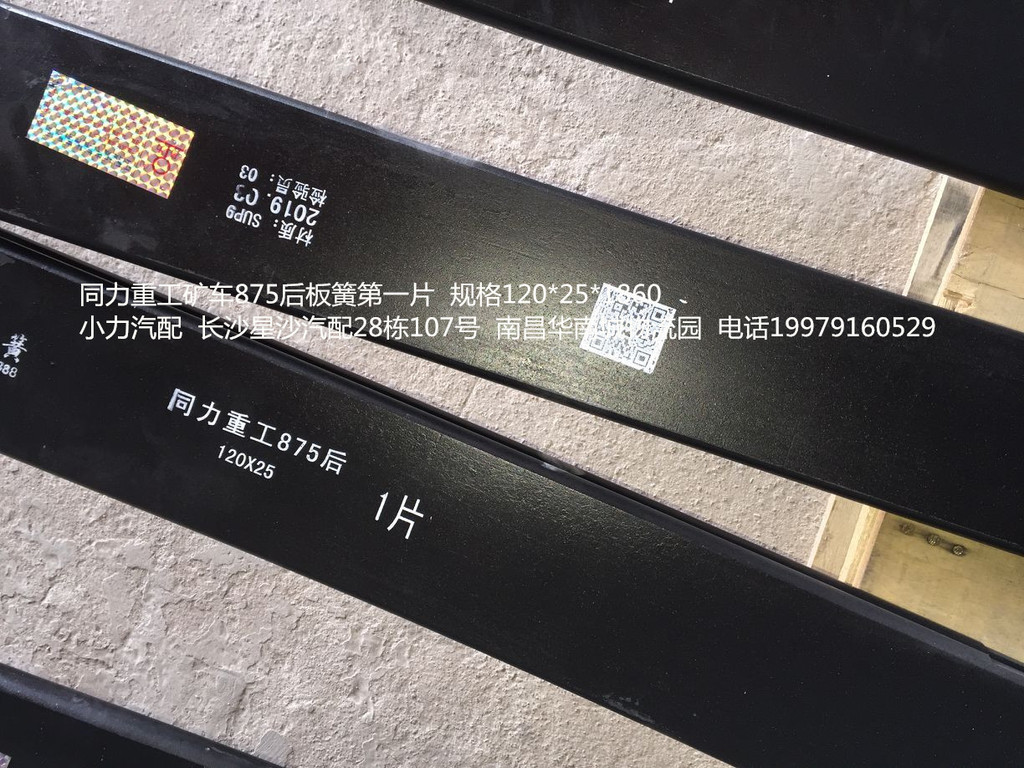 材质：SUP9
2019.03
检验员：03
同力重工矿车875后板簧第一片 规格120*25*1860
小力汽配 长沙星沙汽配28栋107号 南昌华南 园 电话19979160529
簧
同力重工875后
120X25
1片